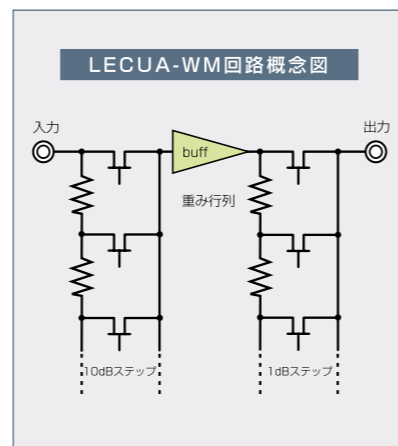 LECUA-WM回路概念図
入力
出力
buff
重み行列
10dBステップ
1dBステップ